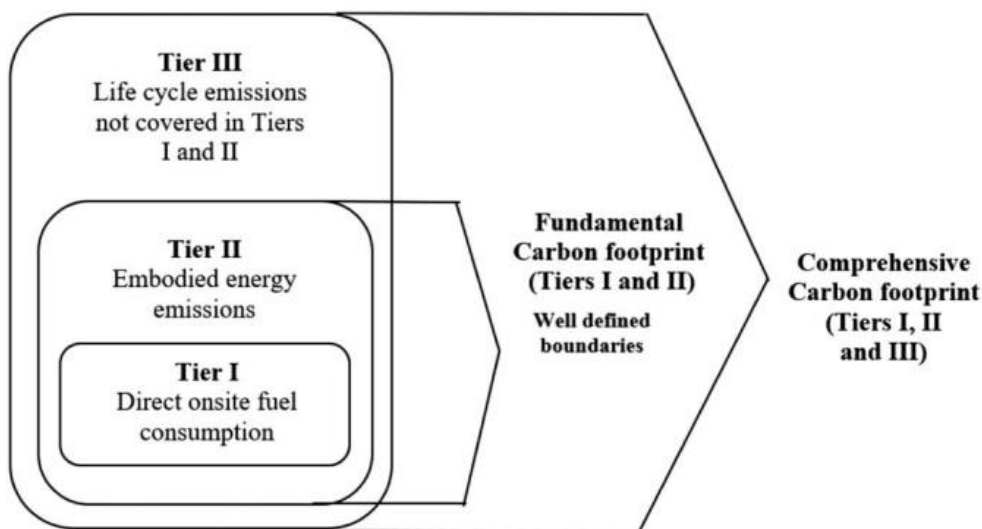 Tier III
Life cycle emissions
not covered in Tiers
I and II
Tier II
Embodied energy
emissions
Tier I
Direct onsite fuel
consumption
Fundamental
Carbon footprint
(Tiers I and II)
Well defined
boundaries
Comprehensive
Carbon footprint
(Tiers I, II
and III)